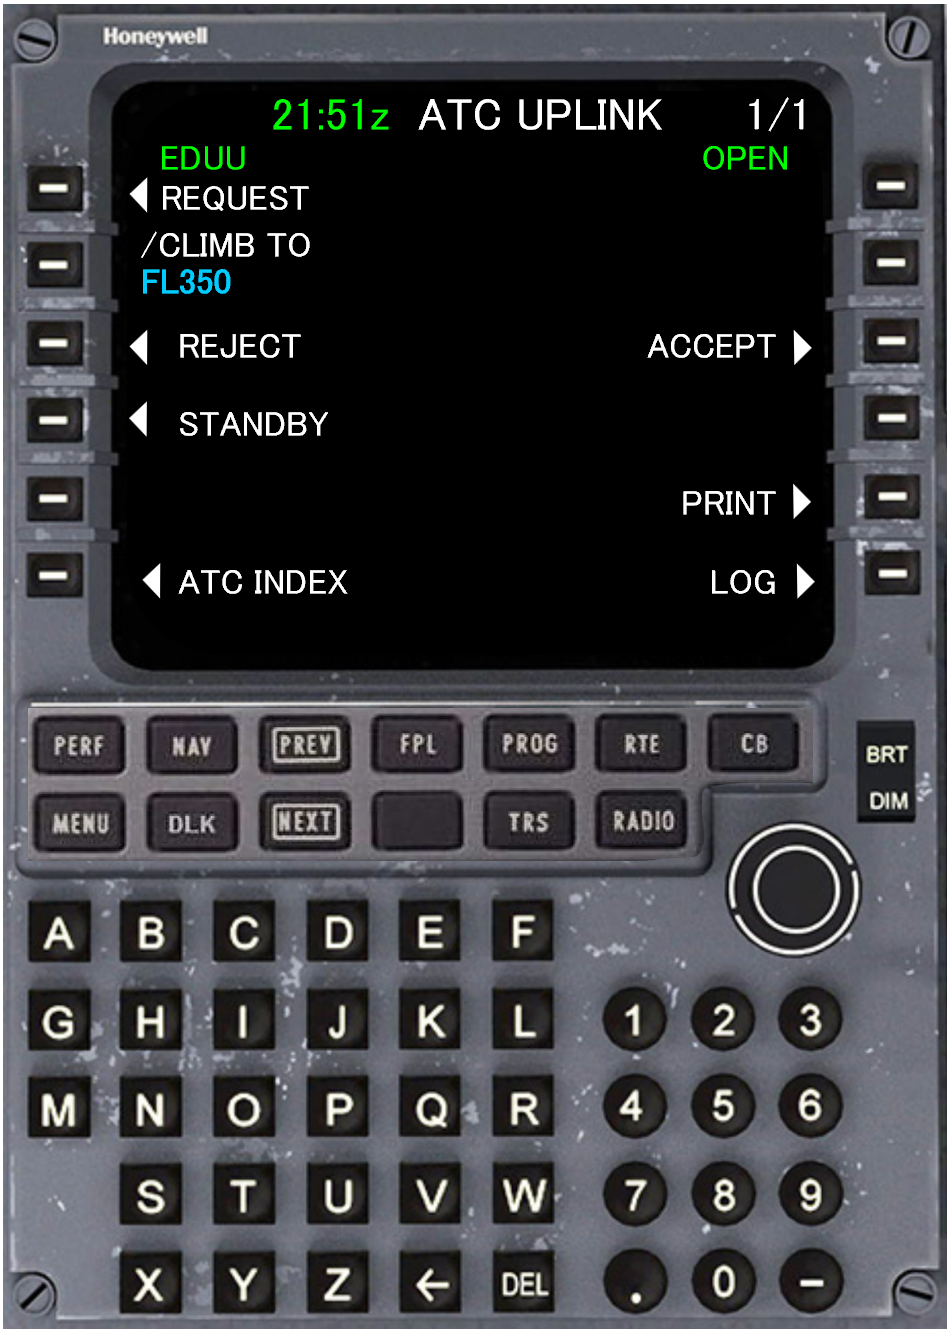 Honeywell
21:51z ATC UPLINK 1/1
EDUU OPEN
REQUEST
/CLIMB TO
FL350
REJECT ACCEPT
STANDBY
PRINT
ATC INDEX LOG
PERF NAV PREV FPL PROG RTE CB
BRT
MENU DLK NEXT TRS RADIO
DIM
A B C D E F
G H I J K L 1 2 3
M N O P Q R 4 5 6
S T U V W 7 8 9
X Y Z ← DEL . 0 –